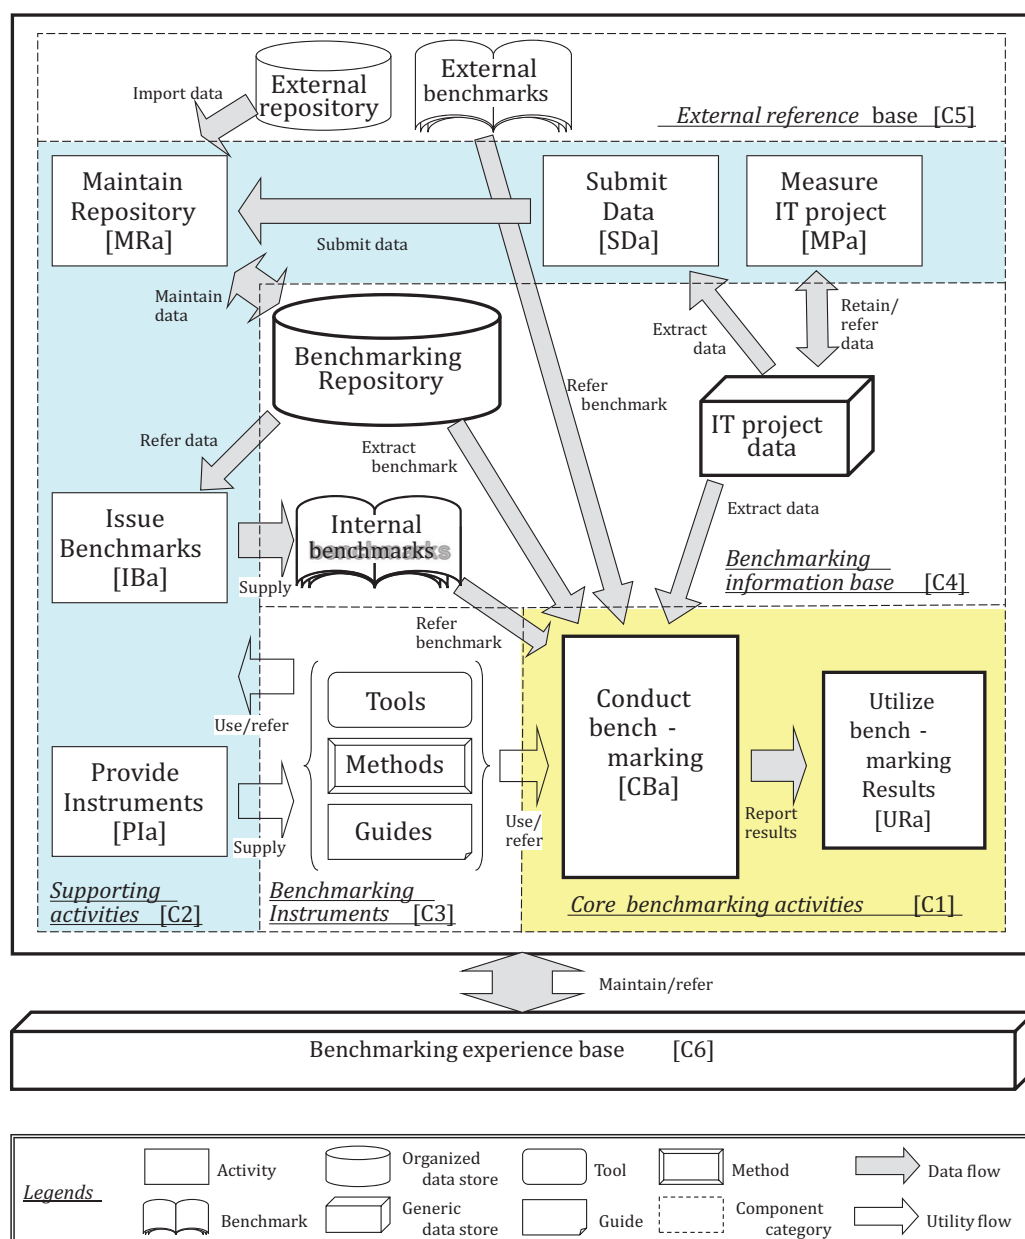 External
repository
External
benchmarks
Import data
External reference base [C5]
Maintain
Repository
[MRa]
Submit
Data
[SDa]
Measure
IT project
[MPa]
Submit data
Maintain
data
Retain/
refer
data
Extract
data
Benchmarking
Repository
Refer
benchmark
IT project
data
Refer data
Extract
benchmark
Issue
Benchmarks
[IBa]
Internal
benchmarks
Extract data
Supply
Benchmarking
information base [C4]
Refer
benchmark
Tools
Methods
Guides
Use/refer
Conduct
bench -
marking
[CBa]
Utilize
bench -
marking
Results
[URa]
Provide
Instruments
[PIa]
Supply
Use/
refer
Report
results
Supporting
activities [C2]
Benchmarking
Instruments [C3]
Core benchmarking activities [C1]
Maintain/refer
Benchmarking experience base [C6]
Legends
Activity
Organized
data store
Tool
Method
Data flow
Benchmark
Generic
data store
Guide
Component
category
Utility flow